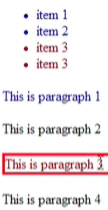 item 1
item 2
item 3
item 3
This is paragraph 1
This is paragraph 2
This is paragraph 3
This is paragraph 4